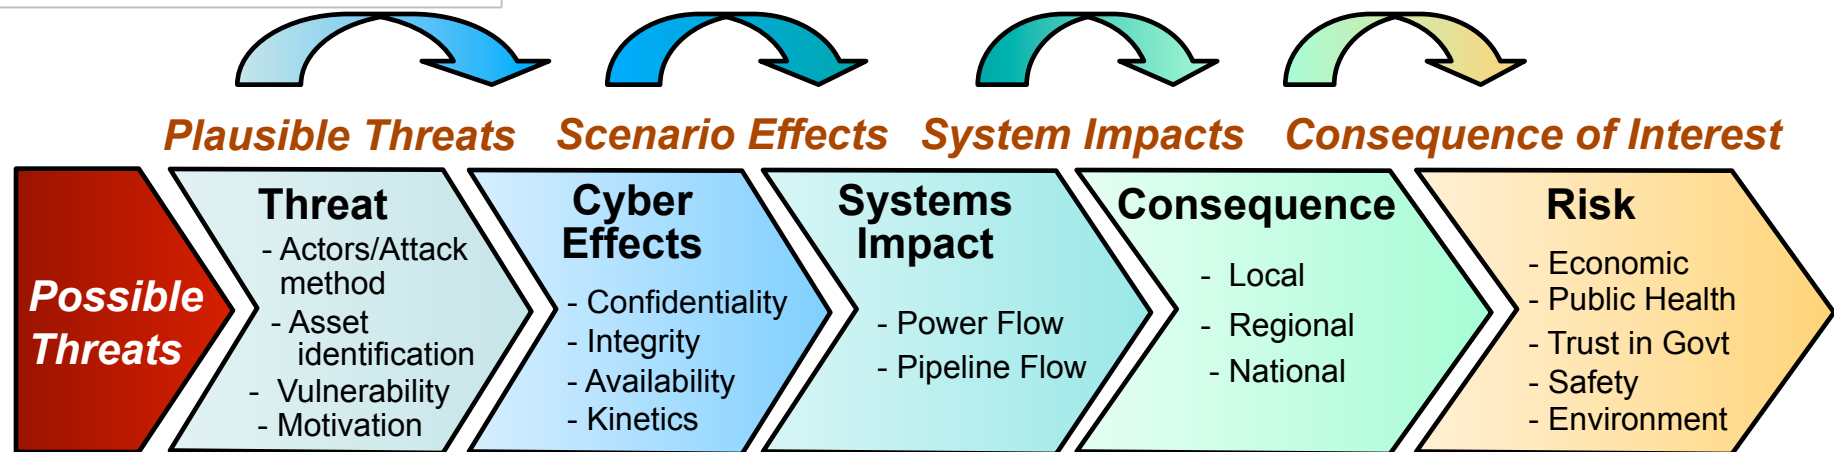 Plausible Threats
Scenario Effects
System Impacts
Consequence of Interest
Possible
Threats
Threat
- Actors/Attack
method
- Asset
identification
- Vulnerability
- Motivation
Cyber
Effects
- Confidentiality
- Integrity
- Availability
- Kinetics
Systems
Impact
- Power Flow
- Pipeline Flow
Consequence
- Local
- Regional
- National
Risk
- Economic
- Public Health
- Trust in Govt
- Safety
- Environment